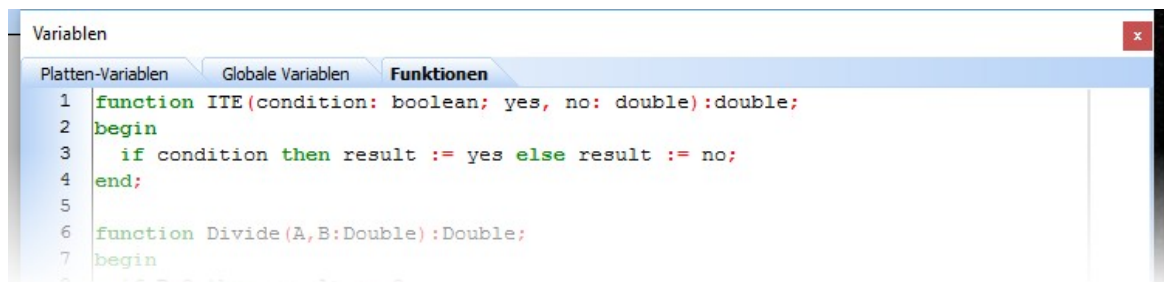 Variablen
x
Platten-Variablen Globale Variablen Funktionen
1 function ITE(condition: boolean; yes, no: double):double;
2 begin
3 if condition then result := yes else result := no;
4 end;
5
6 function Divide(A,B:Double):Double;
7 begin